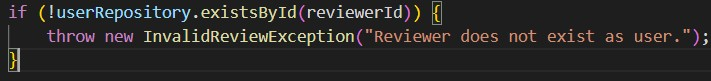 if (!userRepository.existsById(reviewerId)) {
    throw new InvalidReviewException("Reviewer does not exist as user.");
}